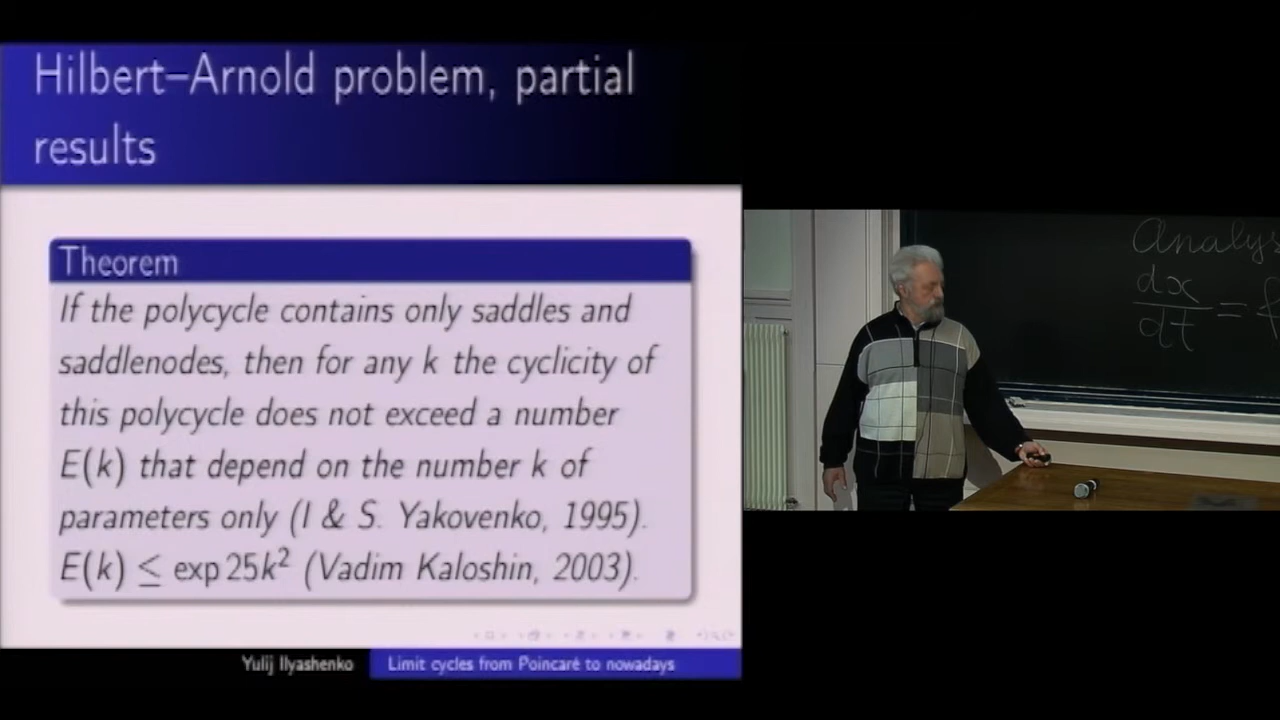 Hilbert–Arnold problem, partial
results
Theorem
If the polycycle contains only saddles and
saddlenodes, then for any k the cyclicity of
this polycycle does not exceed a number
E(k) that depend on the number k of
parameters only (I & S. Yakovenko, 1995).
E(k) ≤ exp 25k² (Vadim Kaloshin, 2003).
Yulij Ilyashenko
Limit cycles from Poincaré to nowadays
dx
dt =